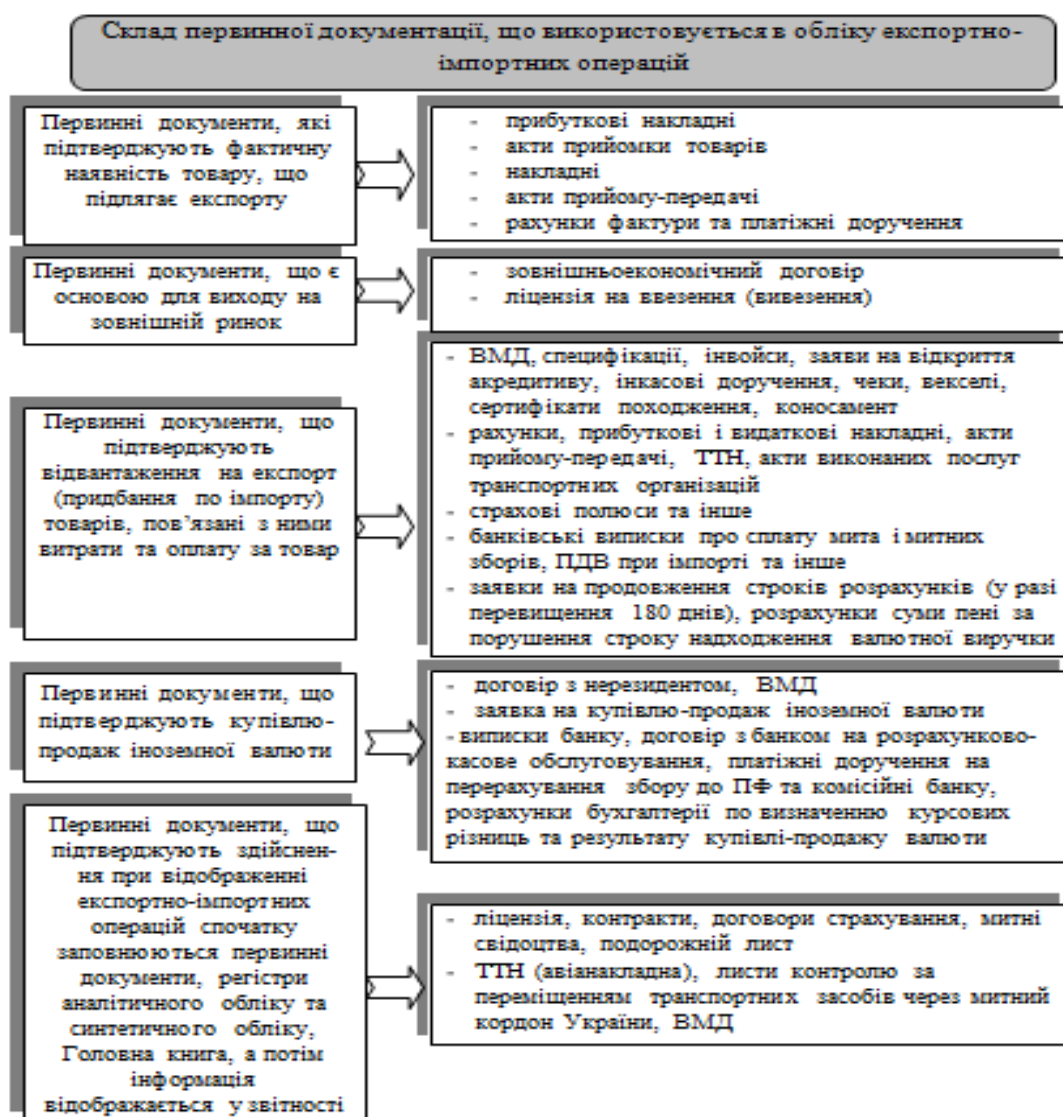 Склад первинної документації, що використовується в обліку експортно-
імпортних операцій
Первинні документи, які
підтверджують фактичну
наявність товару, що
підлягає експорту
- прибуткові накладні
- акти прийомки товарів
- накладні
- акти прийому-передачі
- рахунки фактури та платіжні доручення
Первинні документи, що є
основою для виходу на
зовнішній ринок
- зовнішньоекономічний договір
- ліцензія на ввезення (вивезення)
Первинні документи, що
підтверджують
відвантаження на експорт
(придбання по імпорту)
товарів, пов’язані з ними
витрати та оплату за товар
- ВМД, специфікації, інвойси, заяви на відкриття
акредитиву, інкасові доручення, чеки, векселі,
сертифікати походження, коносамент
- рахунки, прибуткові і видаткові накладні, акти
прийому-передачі, ТТН, акти виконаних послуг
транспортних організацій
- страхові полюси та інше
- банківські виписки про сплату мита і митних
зборів, ПДВ при імпорті та інше
- заявки на продовження строків розрахунків (у разі
перевищення 180 днів), розрахунки суми пені за
порушення строку надходження валютної виручки
Первинні документи, що
підтверджують купівлю-
продаж іноземної валюти
- договір з нерезидентом, ВМД
- заявка на купівлю-продаж іноземної валюти
- виписки банку, договір з банком на розрахунково-
касове обслуговування, платіжні доручення на
перерахування збору до ПФ та комісійні банку,
розрахунки бухгалтерії по визначенню курсових
різниць та результату купівлі-продажу валюти
Первинні документи, що
підтверджують здійснен-
ня при відображенні
експортно-імпортних
операцій спочатку
заповнюються первинні
документи, регістри
аналітичного обліку та
синтетичного обліку,
Головна книга, а потім
інформація
відображається у звітності
- ліцензія, контракти, договори страхування, митні
свідоцтва, подорожній лист
- ТТН (авіанакладна), листи контролю за
переміщенням транспортних засобів через митний
кордон України, ВМД